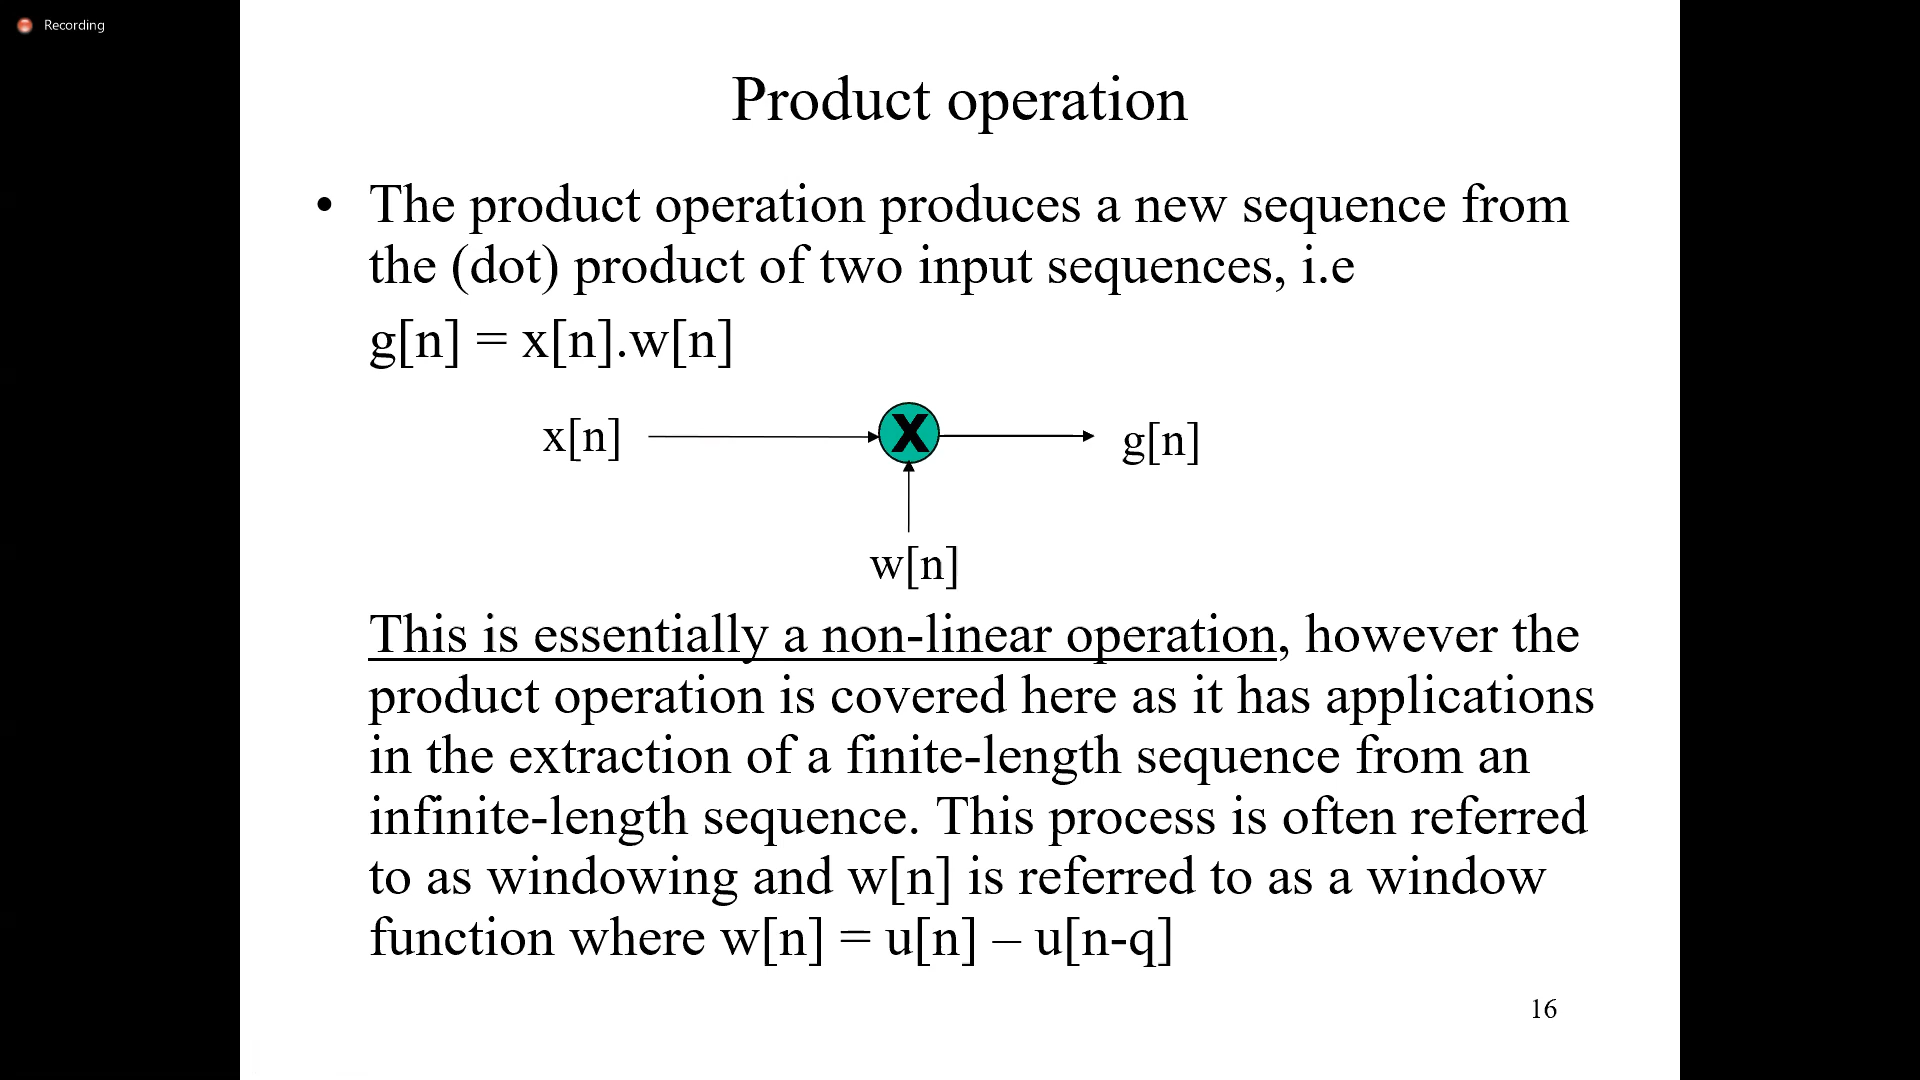 Recording
Product operation
• The product operation produces a new sequence from
the (dot) product of two input sequences, i.e
g[n] = x[n].w[n]
x[n]
X
g[n]
w[n]
This is essentially a non-linear operation, however the
product operation is covered here as it has applications
in the extraction of a finite-length sequence from an
infinite-length sequence. This process is often referred
to as windowing and w[n] is referred to as a window
function where w[n] = u[n] – u[n-q]
16